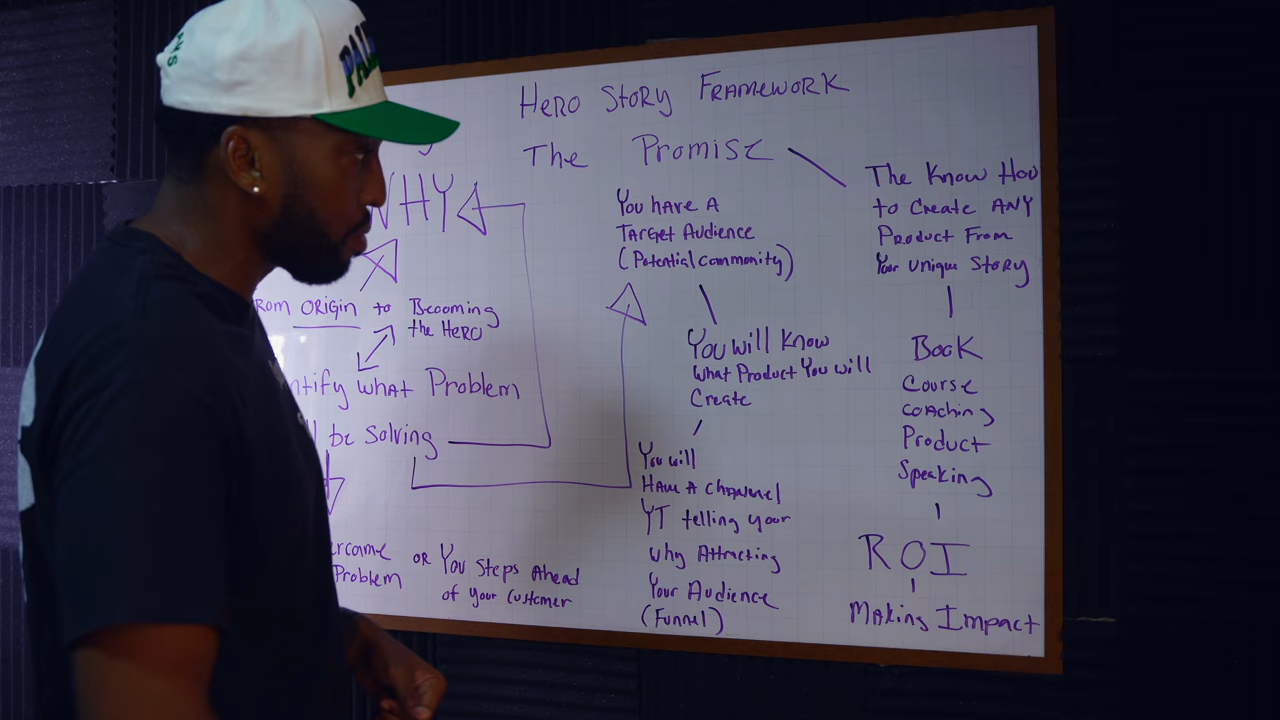 Hero Story Framework
The Promise
WHY
From ORIGIN to Becoming
the Hero
ntify what Problem
ll be Solving
ercame
Problem
OR You Steps Ahead
of your Customer
You have A
Target Audience
(Potential community)
You will Know
What Product You will
Create
You will
Have A Channel
YT telling your
why Attracting
Your Audience
(Funnel)
The Know How
to Create ANY
Product From
Your Unique Story
Book
Course
Coaching
Product
Speaking
ROI
Making Impact